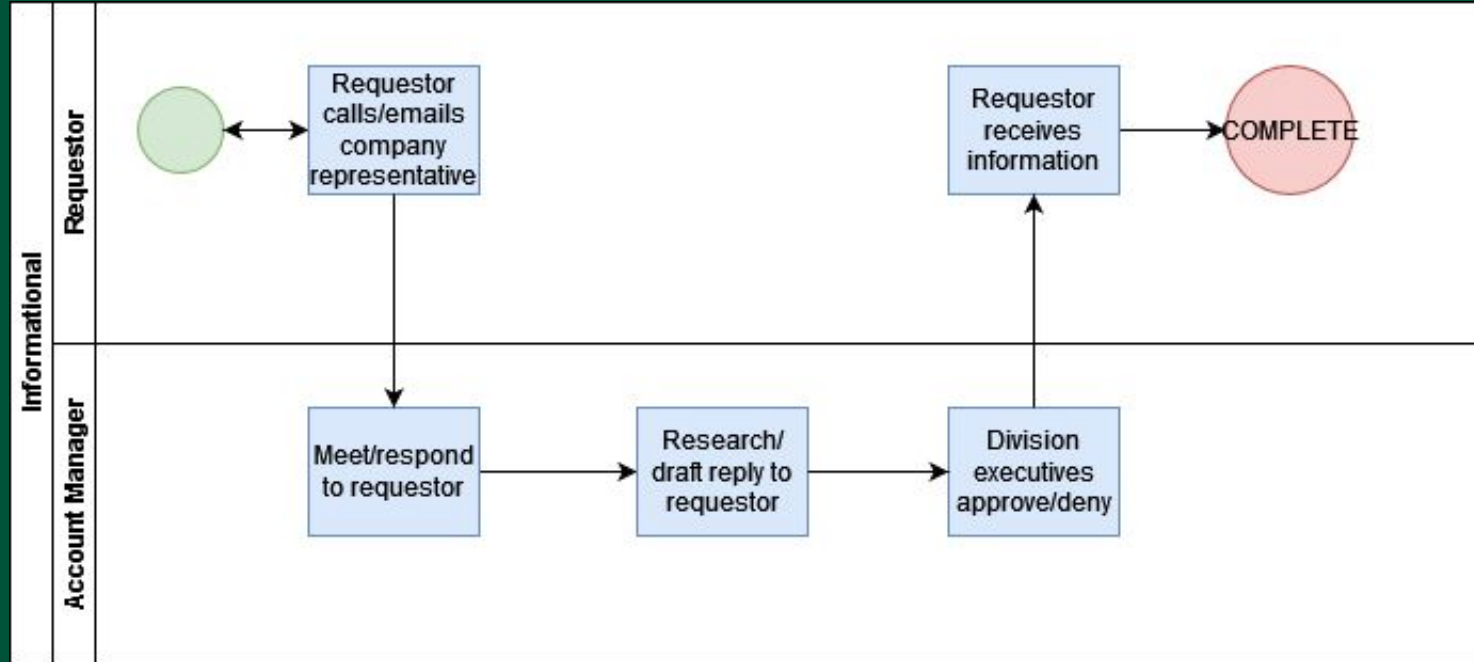 Informational
Requestor
Requestor
calls/emails
company
representative
Requestor
receives
information
COMPLETE
Account Manager
Meet/respond
to requestor
Research/
draft reply to
requestor
Division
executives
approve/deny